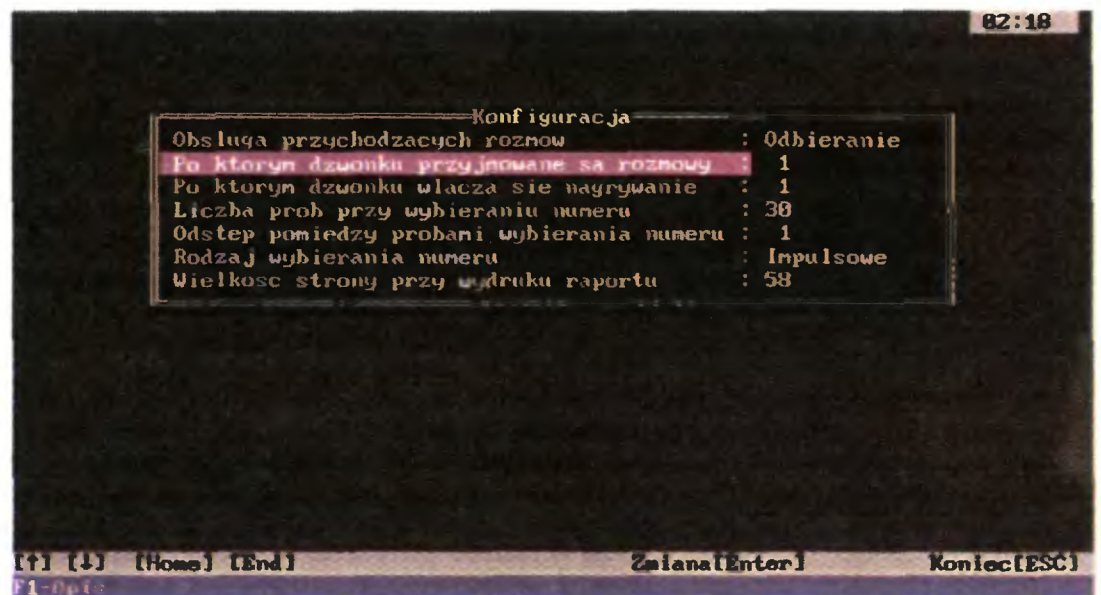 02:18
Konfiguracja
Obsluga przychodzacych rozmow : Odbieranie
Po ktorym dzwonku przyjmowane sa rozmowy : 1
Po ktorym dzwonku wlacza sie nagrywanie : 1
Liczba prob przy wybieraniu numeru : 30
Odstep pomiedzy probami wybierania numeru : 1
Rodzaj wybierania numeru : Impulsowe
Wielkosc strony przy wydruku raportu : 58
[↑] [↓] [Home] [End] Zmiana[Enter] Koniec[ESC]
F1-Opis